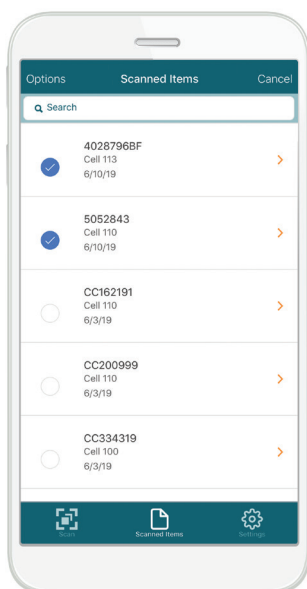 Options Scanned Items Cancel
Search
4028796BF
Cell 113
6/10/19
5052843
Cell 110
6/10/19
CC162191
Cell 110
6/3/19
CC200999
Cell 110
6/3/19
CC334319
Cell 100
6/3/19
Scan Scanned Items Settings